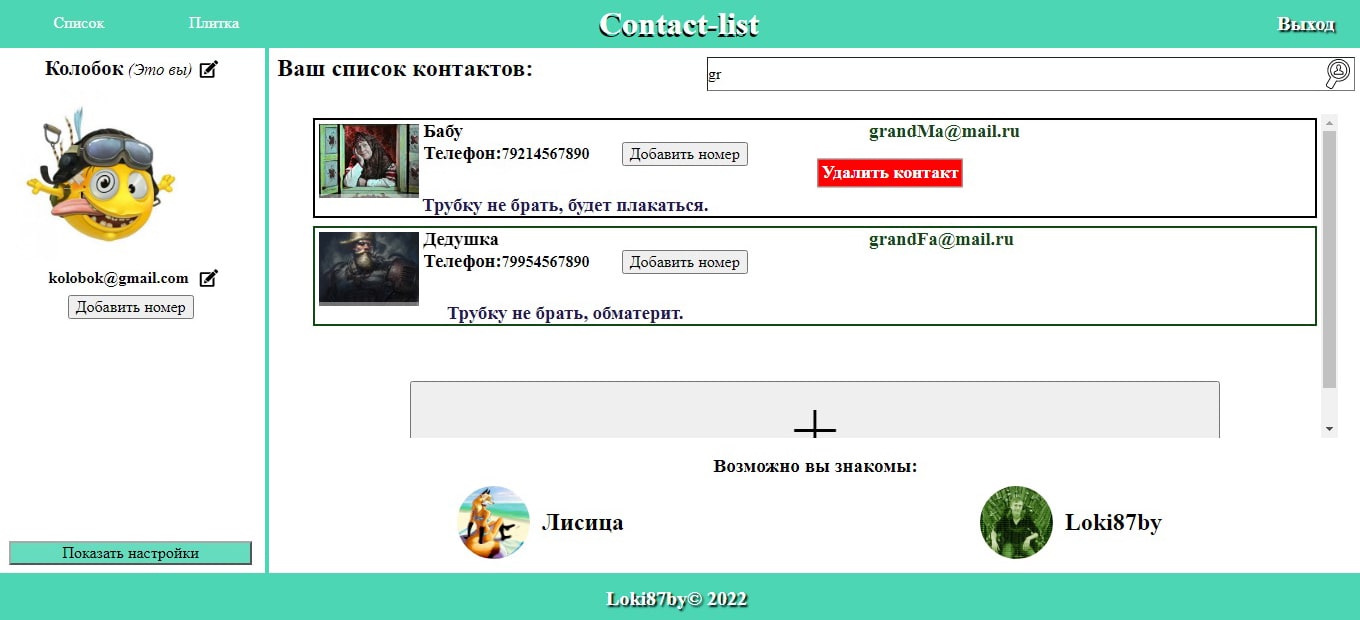 Список Плитка Contact-list Выход
Колобок (Это вы)
Ваш список контактов:
gr
Бабу grandMa@mail.ru
Телефон:79214567890 Добавить номер
Удалить контакт
Трубку не брать, будет плакаться.
Дедушка grandFa@mail.ru
Телефон:79954567890 Добавить номер
Трубку не брать, обматерит.
kolobok@gmail.com
Добавить номер
Возможно вы знакомы:
Лисица Loki87by
Показать настройки
Loki87by© 2022